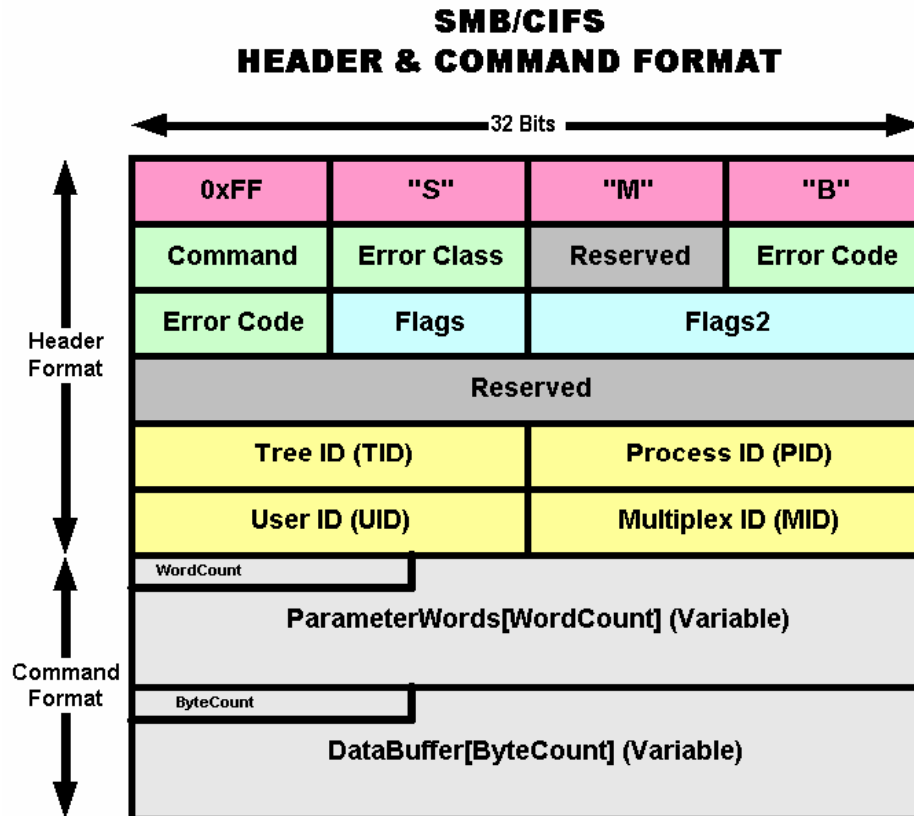 SMB/CIFS
HEADER & COMMAND FORMAT
32 Bits
0xFF "S" "M" "B"
Command Error Class Reserved Error Code
Error Code Flags Flags2
Header
Format
Reserved
Tree ID (TID) Process ID (PID)
User ID (UID) Multiplex ID (MID)
WordCount
ParameterWords[WordCount] (Variable)
Command
Format
ByteCount
DataBuffer[ByteCount] (Variable)